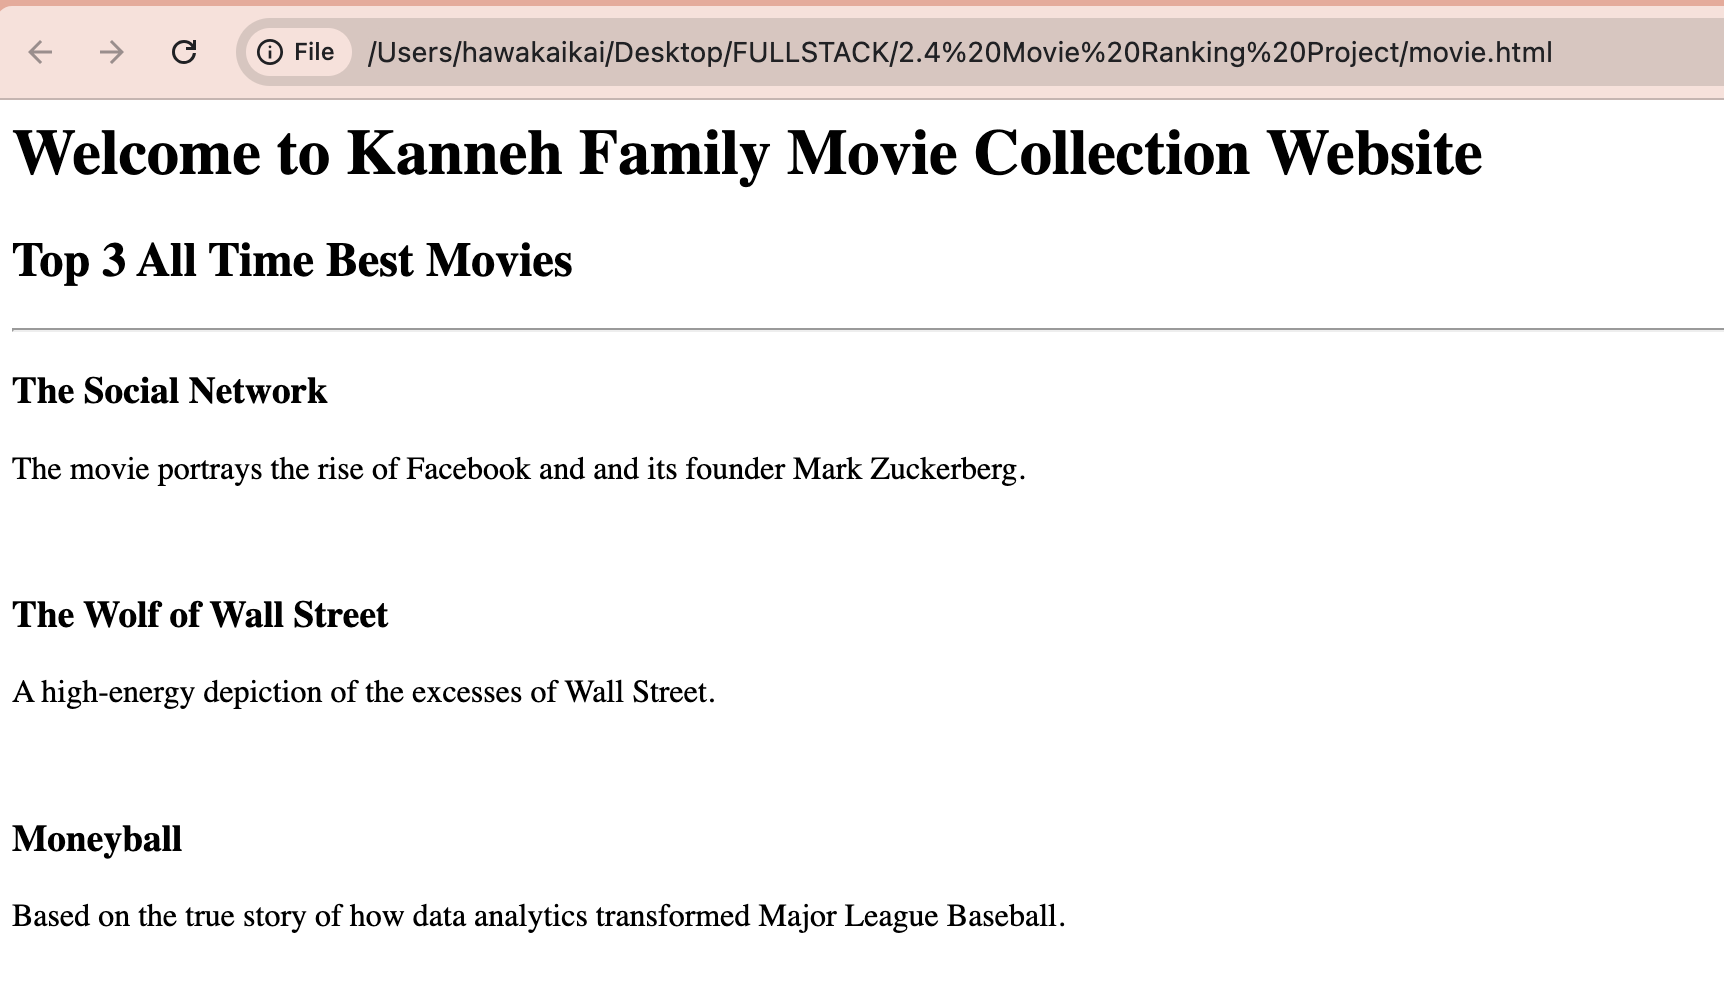 File /Users/hawakaikai/Desktop/FULLSTACK/2.4%20Movie%20Ranking%20Project/movie.html
Welcome to Kanneh Family Movie Collection Website
Top 3 All Time Best Movies
The Social Network
The movie portrays the rise of Facebook and and its founder Mark Zuckerberg.
The Wolf of Wall Street
A high-energy depiction of the excesses of Wall Street.
Moneyball
Based on the true story of how data analytics transformed Major League Baseball.